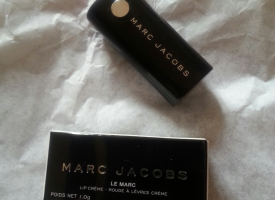 MARC JACOBS
MARC JACOBS
LE MARC
LIP CRÈME · ROUGE À LÈVRES CRÈME
POIDS NET 1.0g